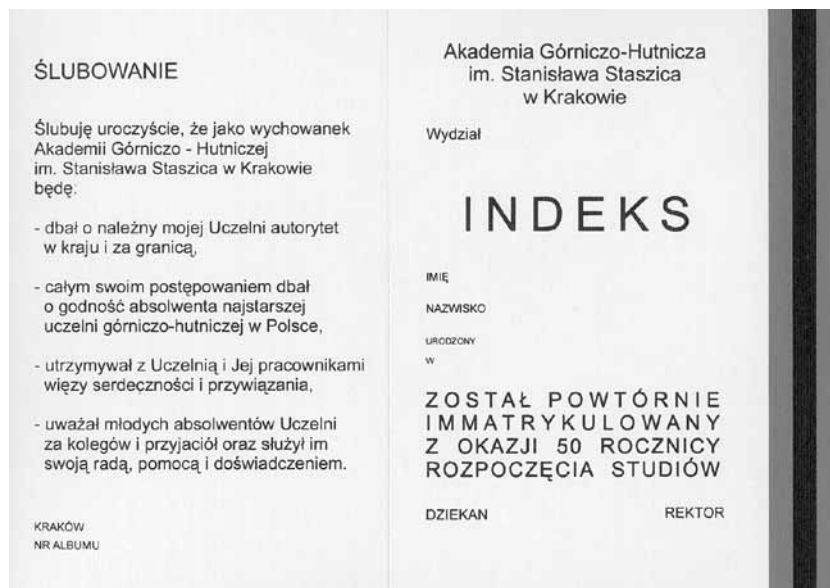 ŚLUBOWANIE
Ślubuję uroczyście, że jako wychowanek
Akademii Górniczo - Hutniczej
im. Stanisława Staszica w Krakowie
będę:
- dbał o należny mojej Uczelni autorytet
w kraju i za granicą,
- całym swoim postępowaniem dbał
o godność absolwenta najstarszej
uczelni górniczo-hutniczej w Polsce,
- utrzymywał z Uczelnią i Jej pracownikami
więzy serdeczności i przywiązania,
- uważał młodych absolwentów Uczelni
za kolegów i przyjaciół oraz służył im
swoją radą, pomocą i doświadczeniem.
KRAKÓW
NR ALBUMU
Akademia Górniczo-Hutnicza
im. Stanisława Staszica
w Krakowie
Wydział
INDEKS
IMIĘ
NAZWISKO
URODZONY
W
ZOSTAŁ POWTÓRNIE
IMMATRYKULOWANY
Z OKAZJI 50 ROCZNICY
ROZPOCZĘCIA STUDIÓW
DZIEKAN REKTOR